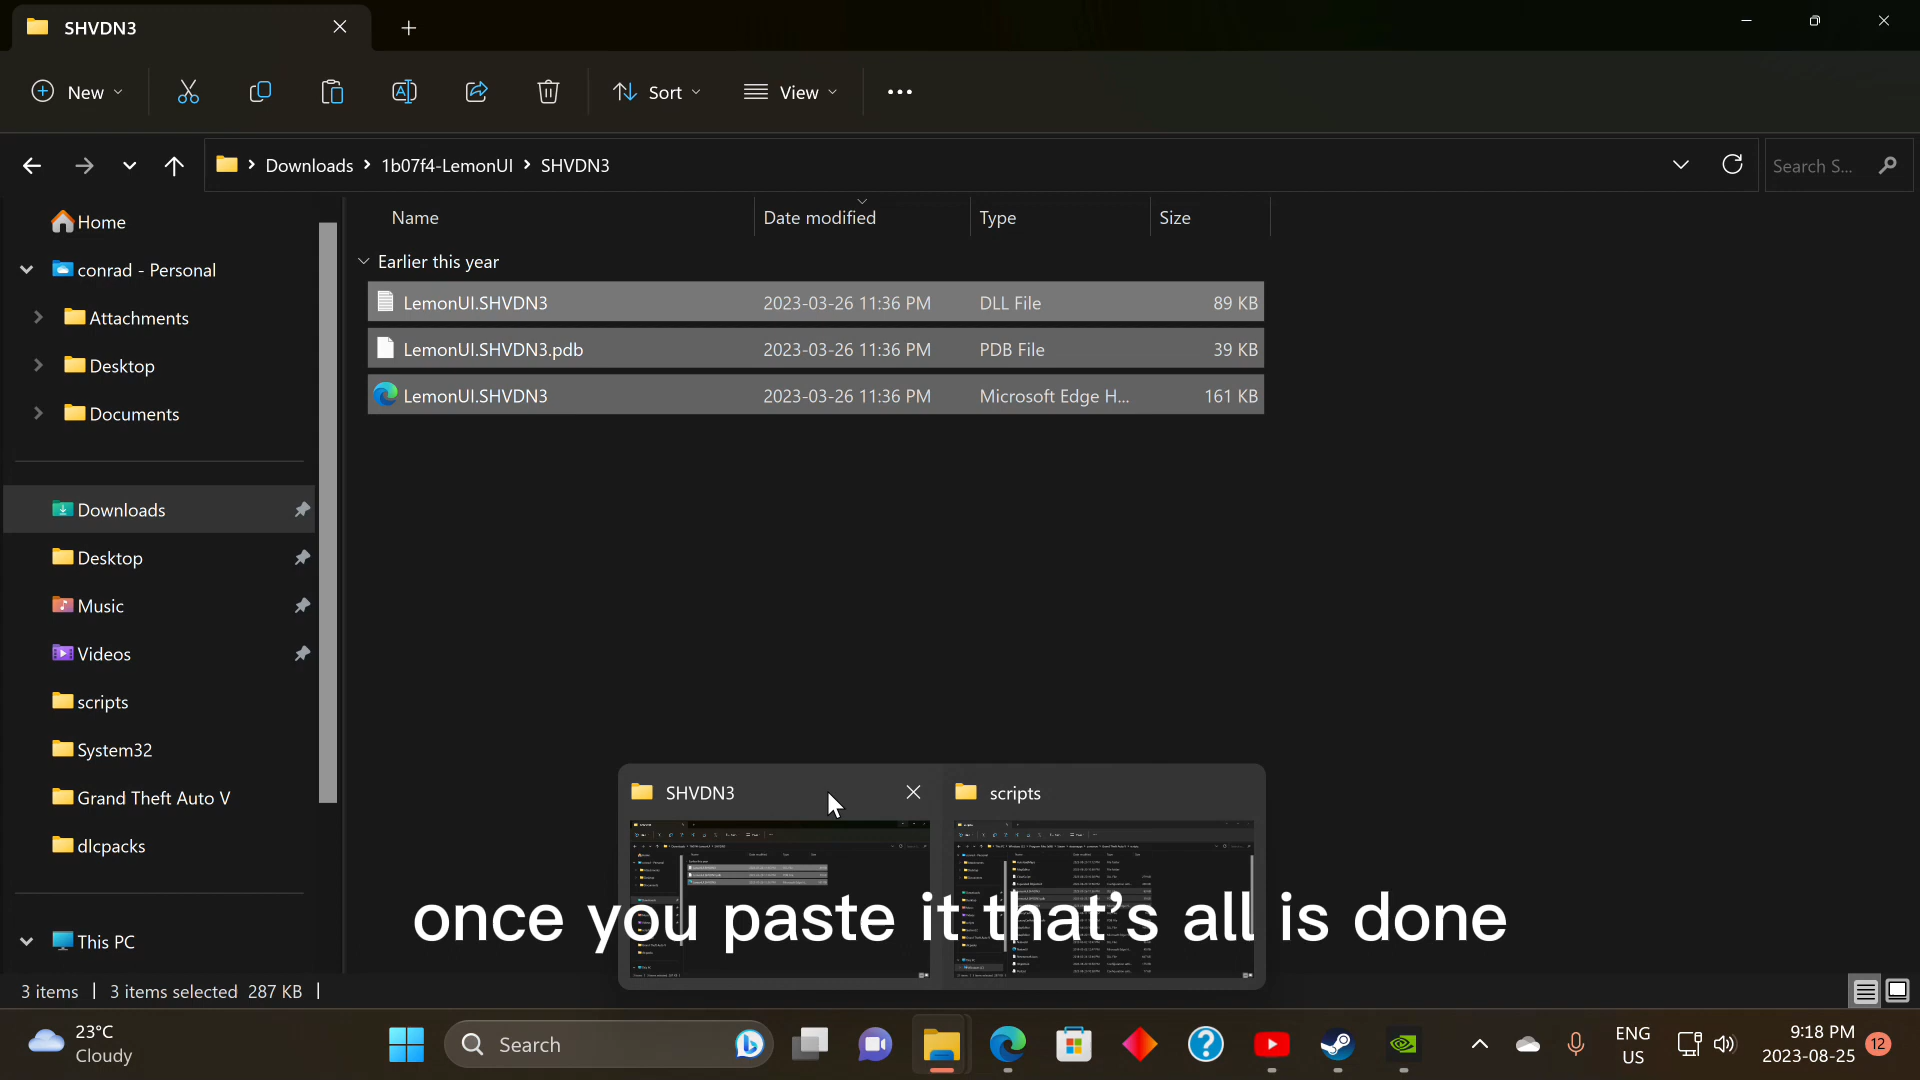 SHVDN3
New
Sort
View
Downloads
1b07f4-LemonUI
SHVDN3
Search S...
Home
conrad - Personal
Attachments
Desktop
Documents
Downloads
Desktop
Music
Videos
scripts
System32
Grand Theft Auto V
dlcpacks
This PC
Name
Date modified
Type
Size
Earlier this year
LemonUI.SHVDN3 2023-03-26 11:36 PM DLL File 89 KB
LemonUI.SHVDN3.pdb 2023-03-26 11:36 PM PDB File 39 KB
LemonUI.SHVDN3 2023-03-26 11:36 PM Microsoft Edge H... 161 KB
SHVDN3
scripts
once you paste it that's all is done
3 items
3 items selected 287 KB
23°C
Cloudy
Search
ENG
US
9:18 PM
2023-08-25
12